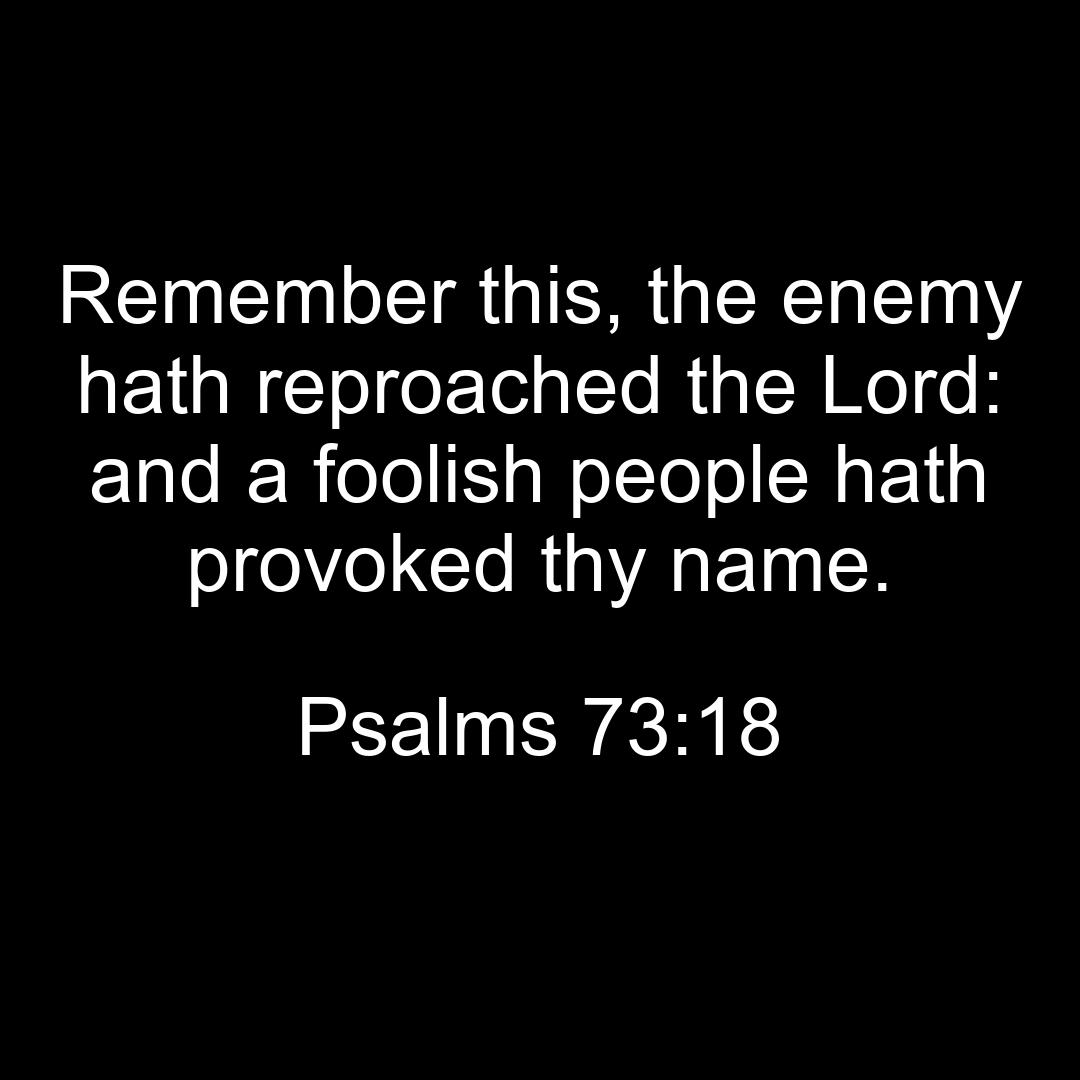 Remember this, the enemy
hath reproached the Lord:
and a foolish people hath
provoked thy name.
Psalms 73:18